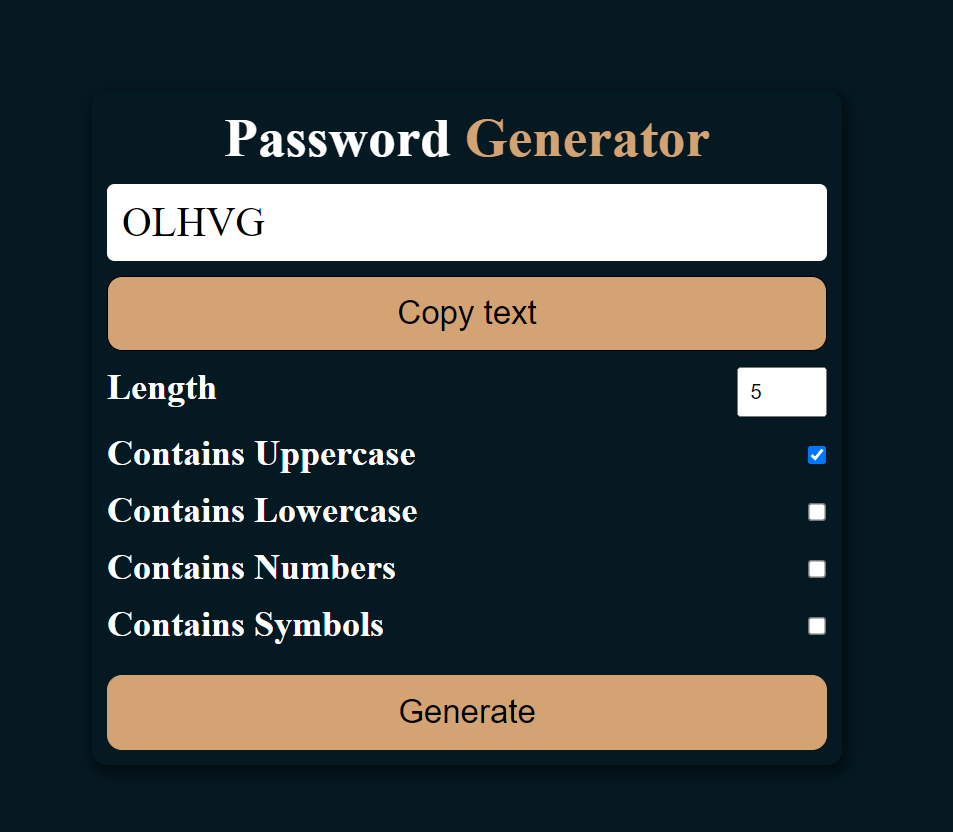 Password Generator
OLHVG
Copy text
Length 5
Contains Uppercase
Contains Lowercase
Contains Numbers
Contains Symbols
Generate